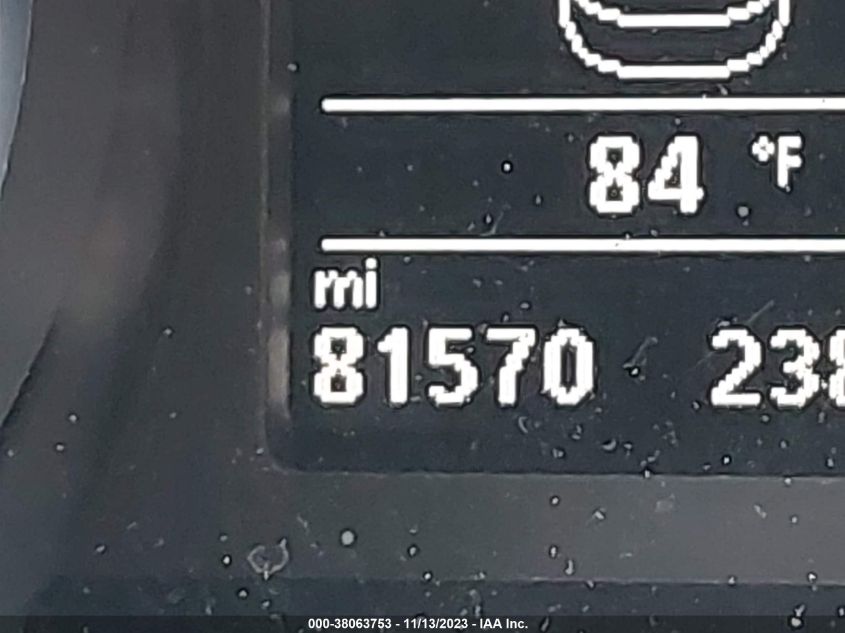 84 °F
mi
81570 238
000-38063753 - 11/13/2023 - IAA Inc.